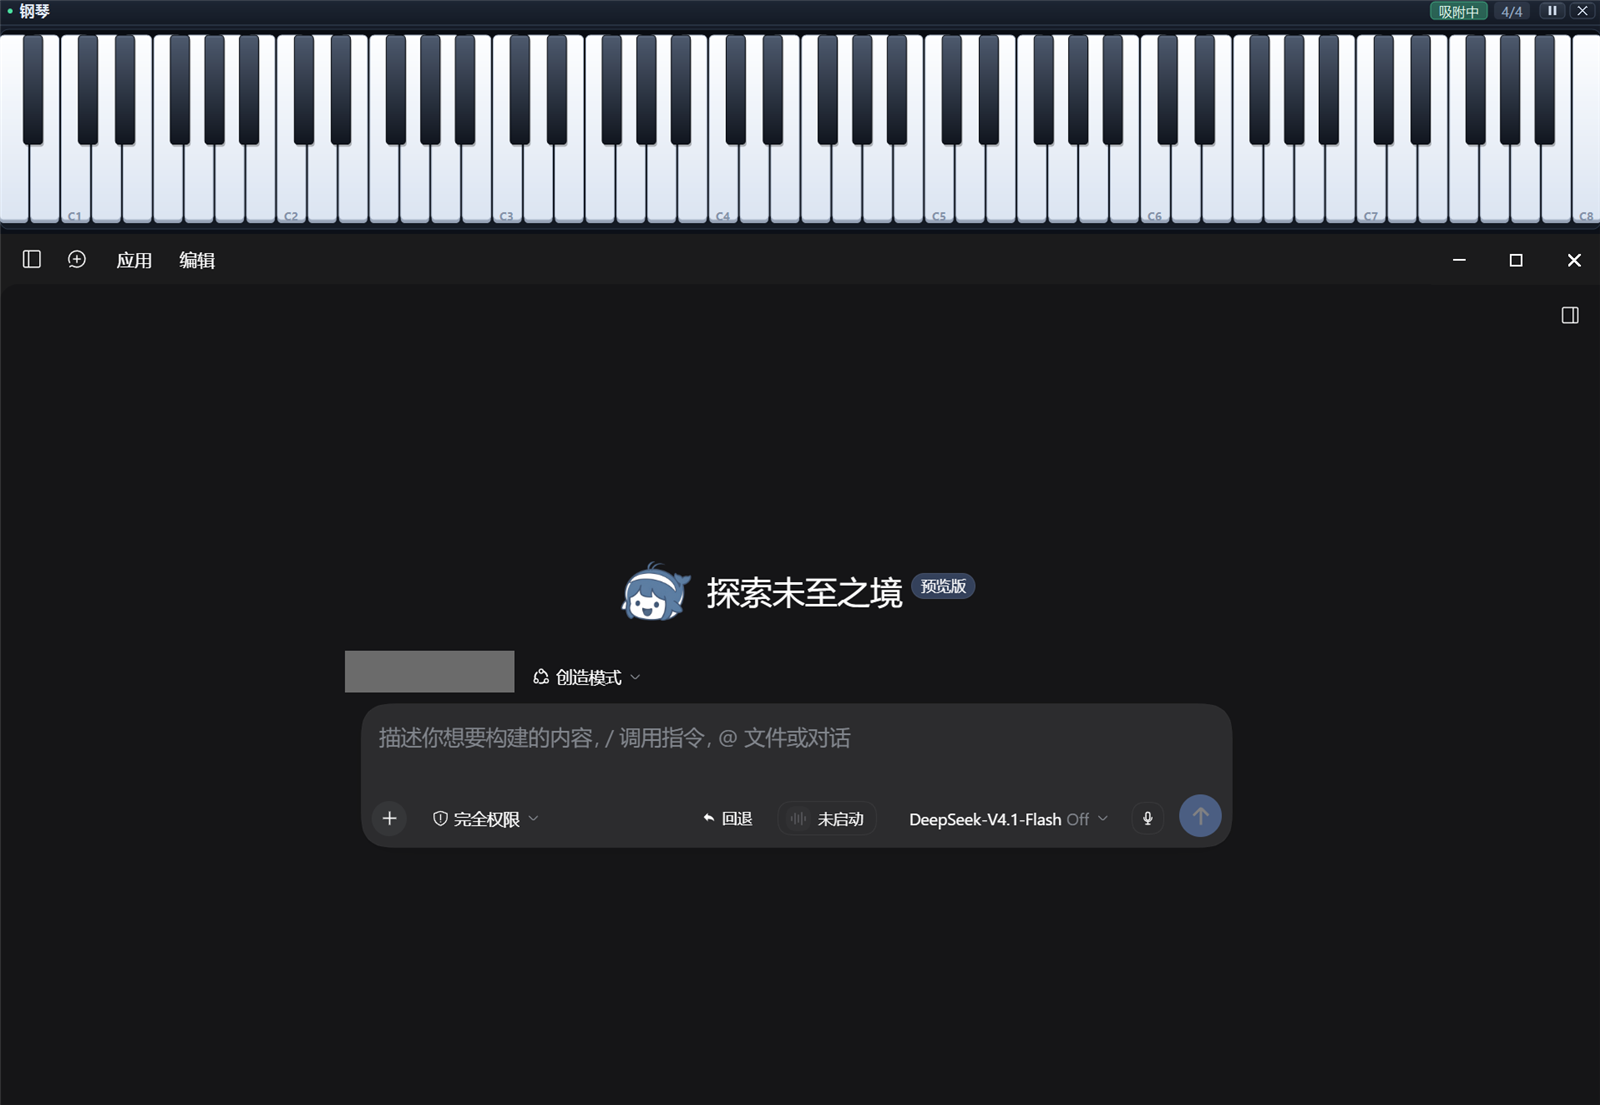 钢琴
吸附中 4/4
C1 C2 C3 C4 C5 C6 C7 C8
应用 编辑
探索未至之境 预览版
创造模式
描述你想要构建的内容, / 调用指令, @ 文件或对话
完全权限 回退 未启动 DeepSeek-V4.1-Flash Off